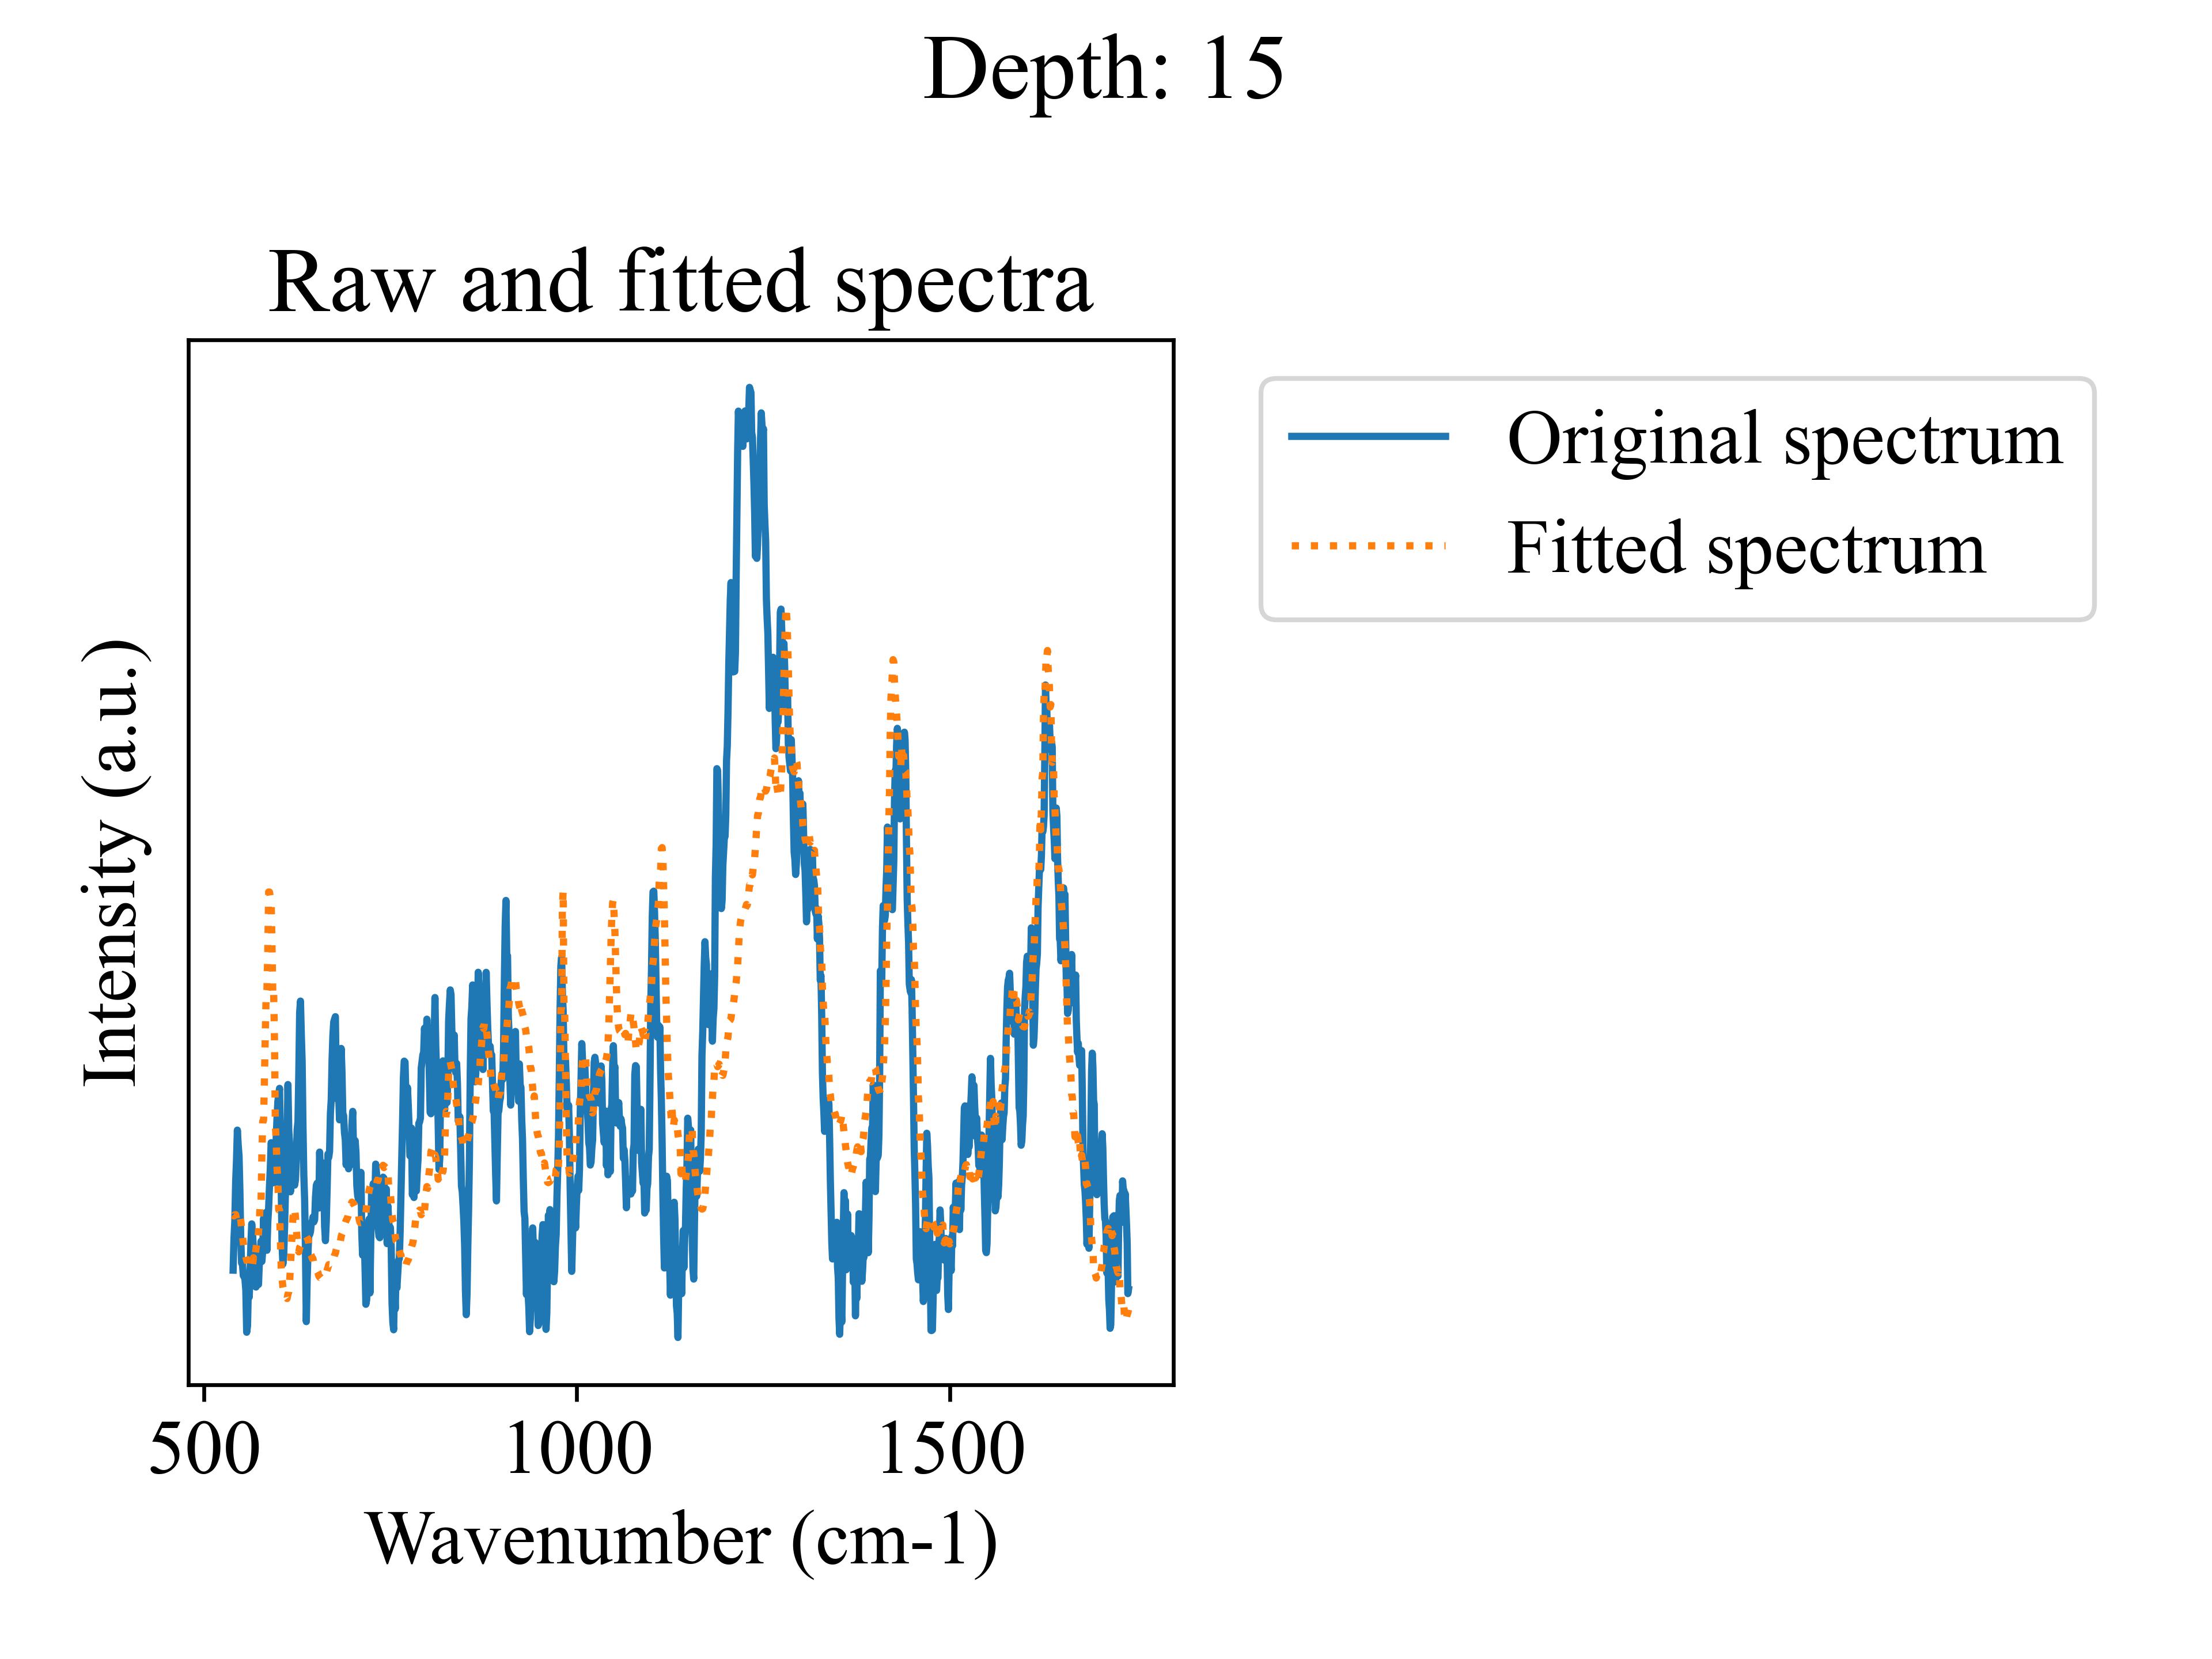 Depth: 15
Raw and fitted spectra
Original spectrum
Fitted spectrum
Intensity (a.u.)
500 1000 1500
Wavenumber (cm-1)